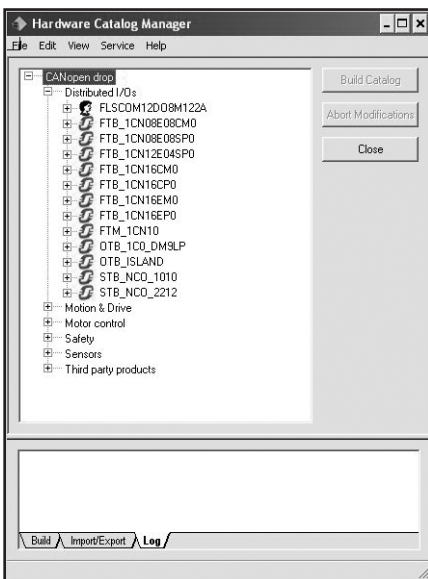 Hardware Catalog Manager
File Edit View Service Help
CANopen drop
Distributed I/Os
FLSCOM12DO8M122A
FTB_1CN08E08CM0
FTB_1CN08E08SP0
FTB_1CN12E04SP0
FTB_1CN16CM0
FTB_1CN16CP0
FTB_1CN16EM0
FTB_1CN16EP0
FTM_1CN10
OTB_1C0_DM9LP
OTB_ISLAND
STB_NCO_1010
STB_NCO_2212
Motion & Drive
Motor control
Safety
Sensors
Third party products
Build Catalog
Abort Modifications
Close
Build Import/Export Log